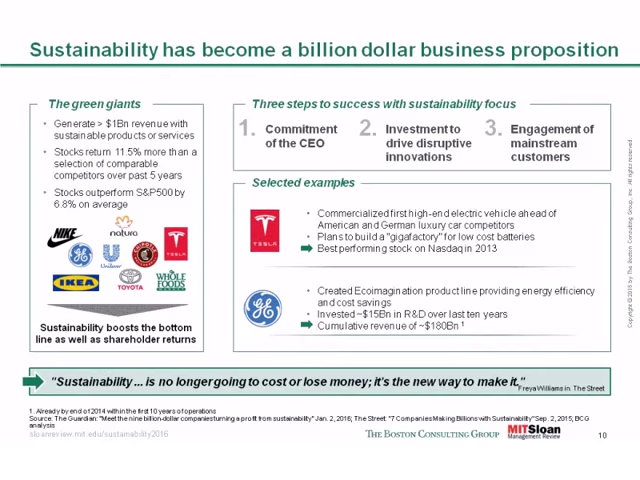 Sustainability has become a billion dollar business proposition
The green giants
• Generate > $1Bn revenue with
sustainable products or services
• Stocks return 11.5% more than a
selection of comparable
competitors over past 5 years
• Stocks outperform S&P500 by
6.8% on average
NIKE
natura
TESLA
GE
Unilever
CHIPOTLE
IKEA
TOYOTA
WHOLE
FOODS
Sustainability boosts the bottom
line as well as shareholder returns
Three steps to success with sustainability focus
1. Commitment
of the CEO
2. Investment to
drive disruptive
innovations
3. Engagement of
mainstream
customers
Selected examples
TESLA
• Commercialized first high-end electric vehicle ahead of
American and German luxury car competitors
• Plans to build a "gigafactory" for low cost batteries
Best performing stock on Nasdaq in 2013
GE
• Created Ecoimagination product line providing energy efficiency
and cost savings
• Invested ~$15Bn in R&D over last ten years
Cumulative revenue of ~$180Bn 1
"Sustainability ... is no longer going to cost or lose money; it's the new way to make it."
Freya Williams in: The Street
1. Already by end of 2014 within the first 10 years of operations
Source: The Guardian: "Meet the nine billion-dollar companies turning a profit from sustainability" Jan. 2, 2016; The Street: "7 Companies Making Billions with Sustainability" Sep. 2, 2015; BCG
analysis
sloanreview.mit.edu/sustainability2016
THE BOSTON CONSULTING GROUP
MITSloan
Management Review
10
Copyright © 2016 by The Boston Consulting Group, Inc. All rights reserved.